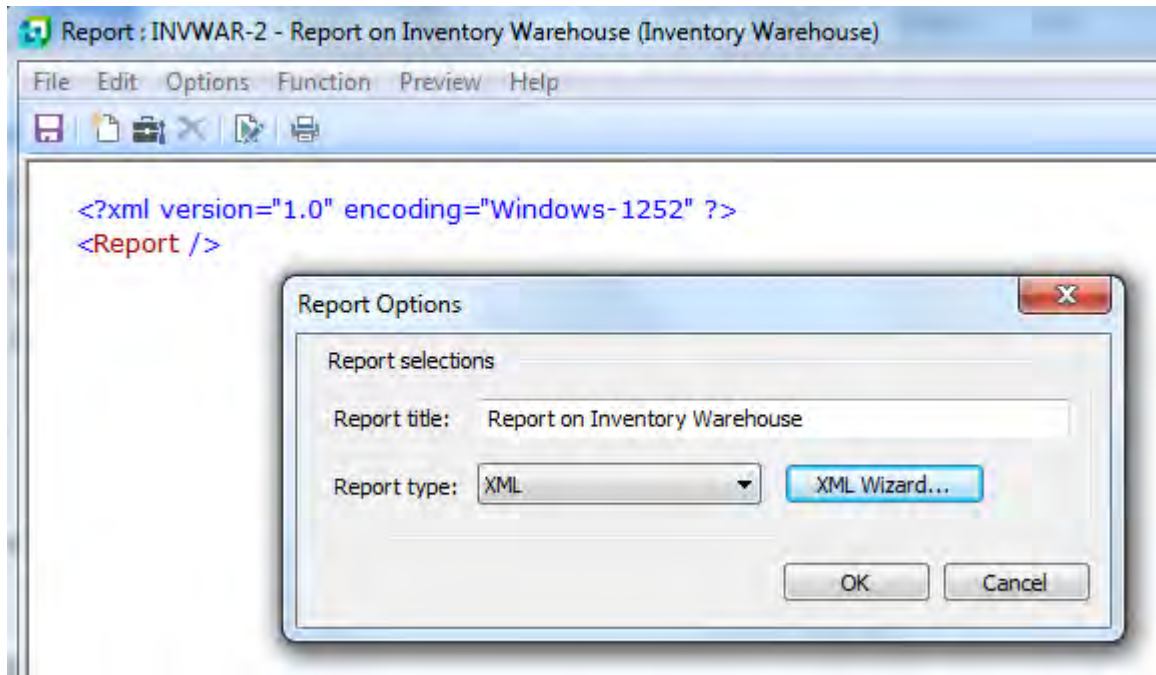 Report : INVWAR-2 - Report on Inventory Warehouse (Inventory Warehouse)
File Edit Options Function Preview Help
<?xml version="1.0" encoding="Windows-1252" ?>
<Report />
Report Options
X
Report selections
Report title: Report on Inventory Warehouse
Report type: XML XML Wizard...
OK Cancel